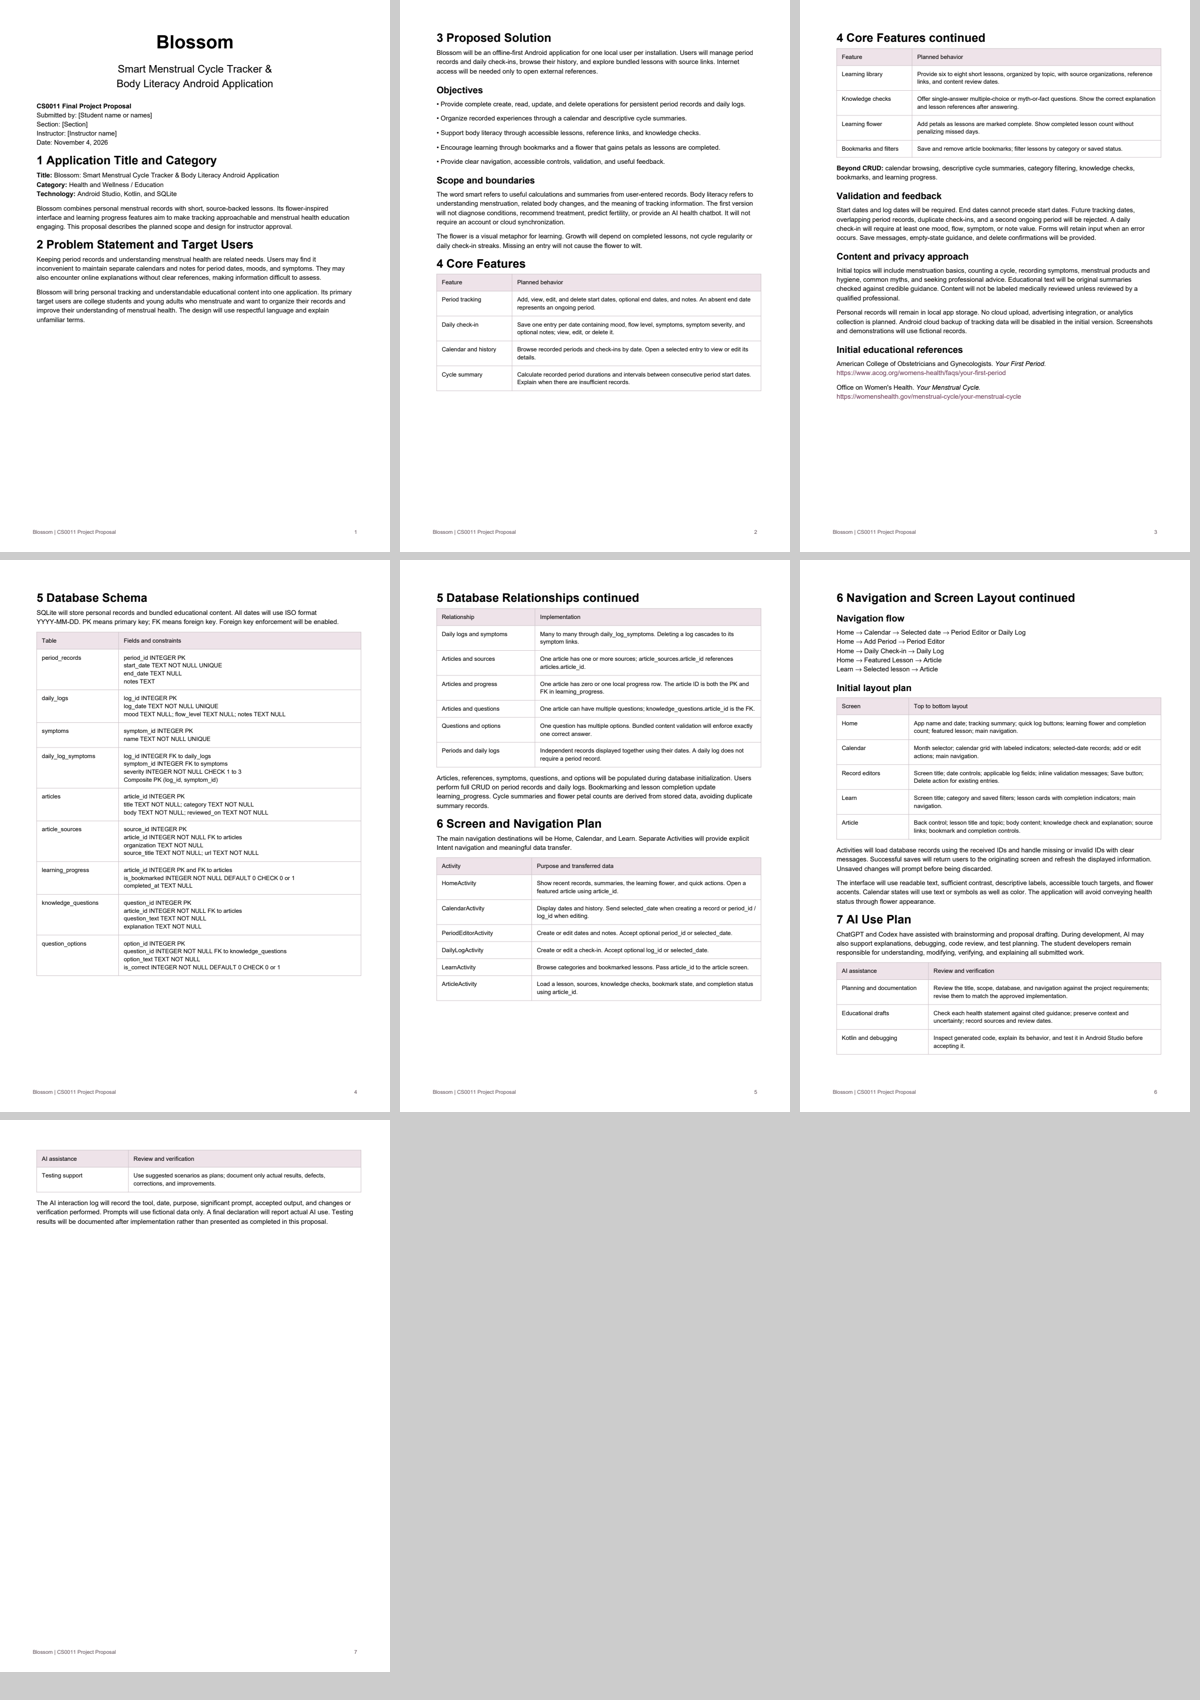 Blossom
Smart Menstrual Cycle Tracker &
Body Literacy Android Application
CS0011 Final Project Proposal
Submitted by: [Student name or names]
Section: [Section]
Instructor: [Instructor name]
Date: November 4, 2026
1 Application Title and Category
Title: Blossom: Smart Menstrual Cycle Tracker & Body Literacy Android Application
Category: Health and Wellness / Education
Technology: Android Studio, Kotlin, and SQLite
Blossom combines personal menstrual records with short, source-backed lessons. Its flower-inspired
interface and learning progress features aim to make tracking approachable and menstrual health education
engaging. This proposal describes the planned scope and design for instructor approval.
2 Problem Statement and Target Users
Keeping period records and understanding menstrual health are related needs. Users may find it
inconvenient to maintain separate calendars and notes for period dates, moods, and symptoms. They may
also encounter online explanations without clear references, making information difficult to assess.
Blossom will bring personal tracking and understandable educational content into one application. Its primary
target users are college students and young adults who menstruate and want to organize their records and
improve their understanding of menstrual health. The design will use respectful language and explain
unfamiliar terms.
Blossom | CS0011 Project Proposal
1
3 Proposed Solution
Blossom will be an offline-first Android application for one local user per installation. Users will manage period
records and daily check-ins, browse their history, and explore bundled lessons with source links. Internet
access will be needed only to open external references.
Objectives
• Provide complete create, read, update, and delete operations for persistent period records and daily logs.
• Organize recorded experiences through a calendar and descriptive cycle summaries.
• Support body literacy through accessible lessons, reference links, and knowledge checks.
• Encourage learning through bookmarks and a flower that gains petals as lessons are completed.
• Provide clear navigation, accessible controls, validation, and useful feedback.
Scope and boundaries
The word smart refers to useful calculations and summaries from user-entered records. Body literacy refers to
understanding menstruation, related body changes, and the meaning of tracking information. The first version
will not diagnose conditions, recommend treatment, predict fertility, or provide an AI health chatbot. It will not
require an account or cloud synchronization.
The flower is a visual metaphor for learning. Growth will depend on completed lessons, not cycle regularity or
daily check-in streaks. Missing an entry will not cause the flower to wilt.
4 Core Features
Feature
Planned behavior
Period tracking
Add, view, edit, and delete start dates, optional end dates, and notes. An absent end date
represents an ongoing period.
Daily check-in
Save one entry per date containing mood, flow level, symptoms, symptom severity, and
optional notes; view, edit, or delete it.
Calendar and history
Browse recorded periods and check-ins by date. Open a selected entry to view or edit its
details.
Cycle summary
Calculate recorded period durations and intervals between consecutive period start dates.
Explain when there are insufficient records.
Blossom | CS0011 Project Proposal
2
4 Core Features continued
Feature
Planned behavior
Learning library
Provide six to eight short lessons, organized by topic, with source organizations, reference
links, and content review dates.
Knowledge checks
Offer single-answer multiple-choice or myth-or-fact questions. Show the correct explanation
and lesson references after answering.
Learning flower
Add petals as lessons are marked complete. Show completed lesson count without
penalizing missed days.
Bookmarks and filters
Save and remove article bookmarks; filter lessons by category or saved status.
Beyond CRUD: calendar browsing, descriptive cycle summaries, category filtering, knowledge checks,
bookmarks, and learning progress.
Validation and feedback
Start dates and log dates will be required. End dates cannot precede start dates. Future tracking dates,
overlapping period records, duplicate check-ins, and a second ongoing period will be rejected. A daily
check-in will require at least one mood, flow, symptom, or note value. Forms will retain input when an error
occurs. Save messages, empty-state guidance, and delete confirmations will be provided.
Content and privacy approach
Initial topics will include menstruation basics, counting a cycle, recording symptoms, menstrual products and
hygiene, common myths, and seeking professional advice. Educational text will be original summaries
checked against credible guidance. Content will not be labeled medically reviewed unless reviewed by a
qualified professional.
Personal records will remain in local app storage. No cloud upload, advertising integration, or analytics
collection is planned. Android cloud backup of tracking data will be disabled in the initial version. Screenshots
and demonstrations will use fictional records.
Initial educational references
American College of Obstetricians and Gynecologists. Your First Period.
https://www.acog.org/womens-health/faqs/your-first-period
Office on Women's Health. Your Menstrual Cycle.
https://womenshealth.gov/menstrual-cycle/your-menstrual-cycle
Blossom | CS0011 Project Proposal
3
5 Database Schema
SQLite will store personal records and bundled educational content. All dates will use ISO format
YYYY-MM-DD. PK means primary key; FK means foreign key. Foreign key enforcement will be enabled.
Table
Fields and constraints
period_records
period_id INTEGER PK
start_date TEXT NOT NULL UNIQUE
end_date TEXT NULL
notes TEXT
daily_logs
log_id INTEGER PK
log_date TEXT NOT NULL UNIQUE
mood TEXT NULL; flow_level TEXT NULL; notes TEXT NULL
symptoms
symptom_id INTEGER PK
name TEXT NOT NULL UNIQUE
daily_log_symptoms
log_id INTEGER FK to daily_logs
symptom_id INTEGER FK to symptoms
severity INTEGER NOT NULL CHECK 1 to 3
Composite PK (log_id, symptom_id)
articles
article_id INTEGER PK
title TEXT NOT NULL; category TEXT NOT NULL
body TEXT NOT NULL; reviewed_on TEXT NOT NULL
article_sources
source_id INTEGER PK
article_id INTEGER NOT NULL FK to articles
organization TEXT NOT NULL
source_title TEXT NOT NULL; url TEXT NOT NULL
learning_progress
article_id INTEGER PK and FK to articles
is_bookmarked INTEGER NOT NULL DEFAULT 0 CHECK 0 or 1
completed_at TEXT NULL
knowledge_questions
question_id INTEGER PK
article_id INTEGER NOT NULL FK to articles
question_text TEXT NOT NULL
explanation TEXT NOT NULL
question_options
option_id INTEGER PK
question_id INTEGER NOT NULL FK to knowledge_questions
option_text TEXT NOT NULL
is_correct INTEGER NOT NULL DEFAULT 0 CHECK 0 or 1
Blossom | CS0011 Project Proposal
4
5 Database Relationships continued
Relationship
Implementation
Daily logs and symptoms
Many to many through daily_log_symptoms. Deleting a log cascades to its
symptom links.
Articles and sources
One article has one or more sources; article_sources.article_id references
articles.article_id.
Articles and progress
One article has zero or one local progress row. The article ID is both the PK and
FK in learning_progress.
Articles and questions
One article can have multiple questions; knowledge_questions.article_id is the FK.
Questions and options
One question has multiple options. Bundled content validation will enforce exactly
one correct answer.
Periods and daily logs
Independent records displayed together using their dates. A daily log does not
require a period record.
Articles, references, symptoms, questions, and options will be populated during database initialization. Users
perform full CRUD on period records and daily logs. Bookmarking and lesson completion update
learning_progress. Cycle summaries and flower petal counts are derived from stored data, avoiding duplicate
summary records.
6 Screen and Navigation Plan
The main navigation destinations will be Home, Calendar, and Learn. Separate Activities will provide explicit
Intent navigation and meaningful data transfer.
Activity
Purpose and transferred data
HomeActivity
Show recent records, summaries, the learning flower, and quick actions. Open a
featured article using article_id.
CalendarActivity
Display dates and history. Send selected_date when creating a record or period_id /
log_id when editing.
PeriodEditorActivity
Create or edit dates and notes. Accept optional period_id or selected_date.
DailyLogActivity
Create or edit a check-in. Accept optional log_id or selected_date.
LearnActivity
Browse categories and bookmarked lessons. Pass article_id to the article screen.
ArticleActivity
Load a lesson, sources, knowledge checks, bookmark state, and completion status
using article_id.
Blossom | CS0011 Project Proposal
5
6 Navigation and Screen Layout continued
Navigation flow
Home → Calendar → Selected date → Period Editor or Daily Log
Home → Add Period → Period Editor
Home → Daily Check-in → Daily Log
Home → Featured Lesson → Article
Learn → Selected lesson → Article
Initial layout plan
Screen
Top to bottom layout
Home
App name and date; tracking summary; quick log buttons; learning flower and completion
count; featured lesson; main navigation.
Calendar
Month selector; calendar grid with labeled indicators; selected-date records; add or edit
actions; main navigation.
Record editors
Screen title; date controls; applicable log fields; inline validation messages; Save button;
Delete action for existing entries.
Learn
Screen title; category and saved filters; lesson cards with completion indicators; main
navigation.
Article
Back control; lesson title and topic; body content; knowledge check and explanation; source
links; bookmark and completion controls.
Activities will load database records using the received IDs and handle missing or invalid IDs with clear
messages. Successful saves will return users to the originating screen and refresh the displayed information.
Unsaved changes will prompt before being discarded.
The interface will use readable text, sufficient contrast, descriptive labels, accessible touch targets, and flower
accents. Calendar states will use text or symbols as well as color. The application will avoid conveying health
status through flower appearance.
7 AI Use Plan
ChatGPT and Codex have assisted with brainstorming and proposal drafting. During development, AI may
also support explanations, debugging, code review, and test planning. The student developers remain
responsible for understanding, modifying, verifying, and explaining all submitted work.
AI assistance
Review and verification
Planning and documentation
Review the title, scope, database, and navigation against the project requirements;
revise them to match the approved implementation.
Educational drafts
Check each health statement against cited guidance; preserve context and
uncertainty; record sources and review dates.
Kotlin and debugging
Inspect generated code, explain its behavior, and test it in Android Studio before
accepting it.
Blossom | CS0011 Project Proposal
6
AI assistance
Review and verification
Testing support
Use suggested scenarios as plans; document only actual results, defects,
corrections, and improvements.
The AI interaction log will record the tool, date, purpose, significant prompt, accepted output, and changes or
verification performed. Prompts will use fictional data only. A final declaration will report actual AI use. Testing
results will be documented after implementation rather than presented as completed in this proposal.
Blossom | CS0011 Project Proposal
7